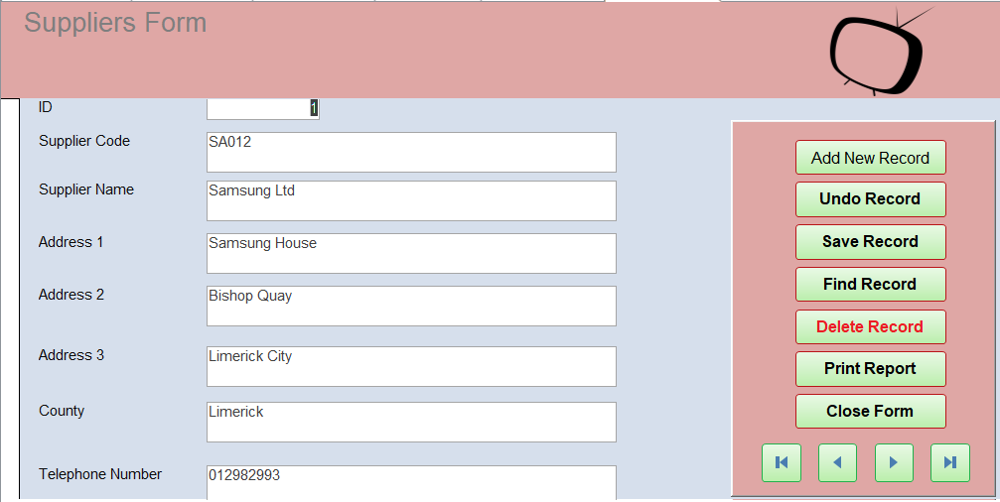 Suppliers Form
ID 1
Supplier Code SA012
Supplier Name Samsung Ltd
Address 1 Samsung House
Address 2 Bishop Quay
Address 3 Limerick City
County Limerick
Telephone Number 012982993
Add New Record
Undo Record
Save Record
Find Record
Delete Record
Print Report
Close Form